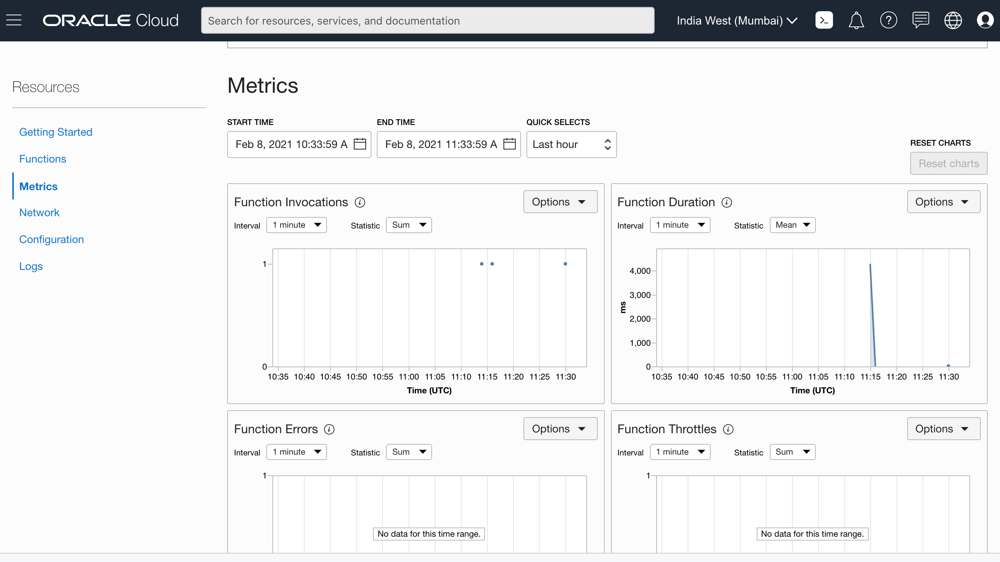 ORACLE Cloud
Search for resources, services, and documentation
India West (Mumbai)
Resources
Getting Started
Functions
Metrics
Network
Configuration
Logs
Metrics
START TIME
Feb 8, 2021 10:33:59 A
END TIME
Feb 8, 2021 11:33:59 A
QUICK SELECTS
Last hour
RESET CHARTS
Reset charts
Function Invocations
Options
Interval 1 minute Statistic Sum
1
0
10:35 10:40 10:45 10:50 10:55 11:00 11:05 11:10 11:15 11:20 11:25 11:30
Time (UTC)
Function Duration
Options
Interval 1 minute Statistic Mean
ms
4,000
3,000
2,000
1,000
0
10:35 10:40 10:45 10:50 10:55 11:00 11:05 11:10 11:15 11:20 11:25 11:30
Time (UTC)
Function Errors
Options
Interval 1 minute Statistic Sum
1
No data for this time range.
Function Throttles
Options
Interval 1 minute Statistic Sum
1
No data for this time range.